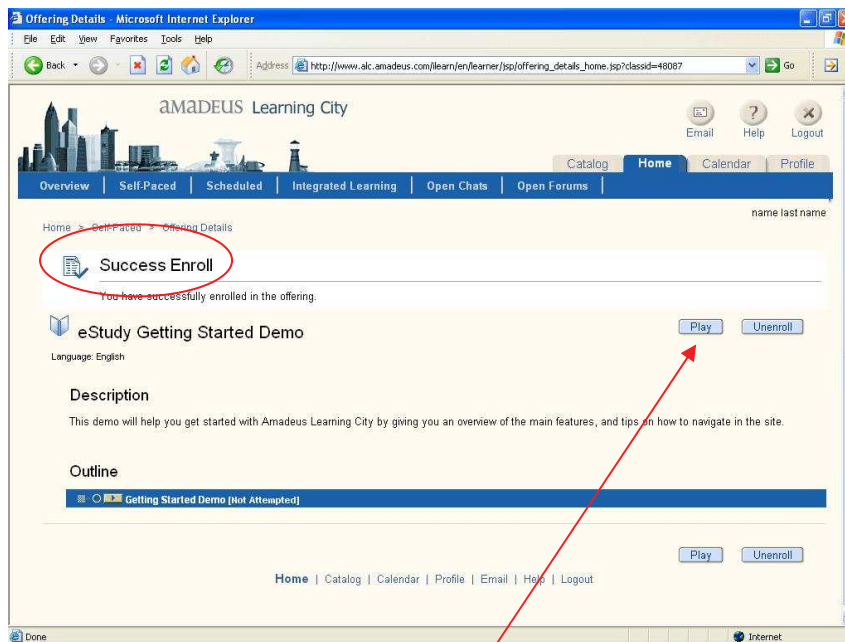 Offering Details - Microsoft Internet Explorer
File Edit View Favorites Tools Help
Back Address http://www.alc.amadeus.com/ilearn/en/learner/jsp/offering_details_home.jsp?classid=48087 Go
amadeus Learning City
Email Help Logout
Catalog Home Calendar Profile
Overview Self-Paced Scheduled Integrated Learning Open Chats Open Forums
name last name
Home > Self-Paced > Offering Details
Success Enroll
You have successfully enrolled in the offering.
eStudy Getting Started Demo Play Unenroll
Language: English
Description
This demo will help you get started with Amadeus Learning City by giving you an overview of the main features, and tips on how to navigate in the site.
Outline
Getting Started Demo [Not Attempted]
Play Unenroll
Home | Catalog | Calendar | Profile | Email | Help | Logout
Done Internet